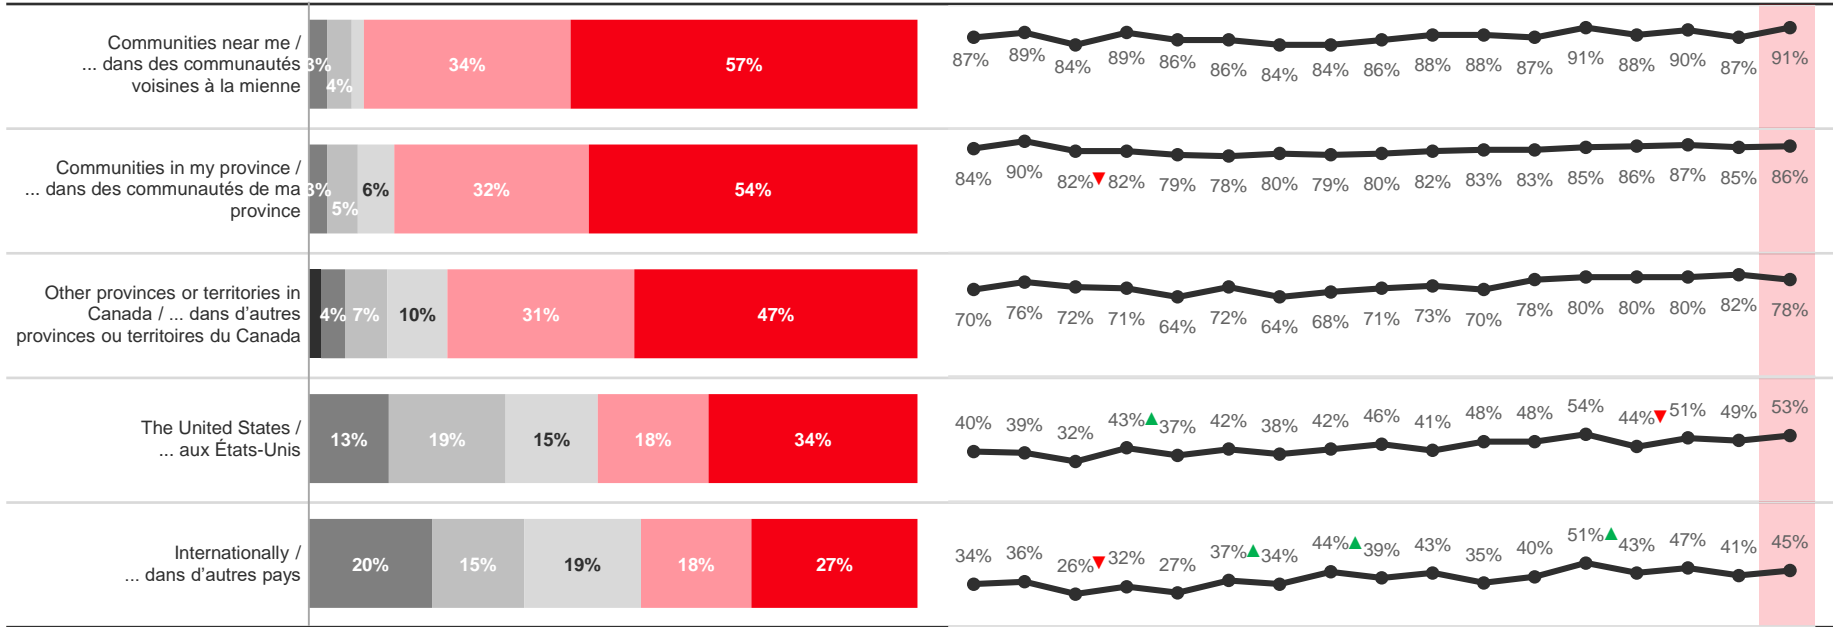 Communities near me /
... dans des communautés
voisines à la mienne
3%
4%
34%
57%
87% 89% 84% 89% 86% 86% 84% 84% 86% 88% 88% 87% 91% 88% 90% 87% 91%
Communities in my province /
... dans des communautés de ma
province
3%
5%
6%
32%
54%
84% 90% 82%▼82% 79% 78% 80% 79% 80% 82% 83% 83% 85% 86% 87% 85% 86%
Other provinces or territories in
Canada / ... dans d'autres
provinces ou territoires du Canada
4% 7% 10% 31% 47%
70% 76% 72% 71% 64% 72% 64% 68% 71% 73% 70% 78% 80% 80% 80% 82% 78%
The United States /
... aux États-Unis
13% 19% 15% 18% 34%
40% 39% 32% 43%▲37% 42% 38% 42% 46% 41% 48% 48% 54% 44%▼51% 49% 53%
Internationally /
... dans d'autres pays
20% 15% 19% 18% 27%
34% 36% 26%▼32% 27% 37%▲34% 44%▲39% 43% 35% 40% 51%▲43% 47% 41% 45%